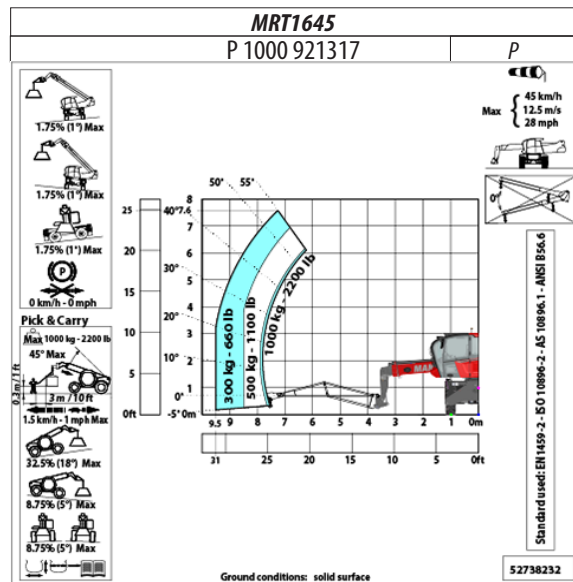 MRT1645
P 1000 921317
P
1.75% (1°) Max
1.75% (1°) Max
1.75% (1°) Max
P
0 km/h - 0 mph
Pick & Carry
Max 1000 kg - 2200 lb
45° Max
0.3 m / 1 ft
3 m / 10 ft
1.5 km/h - 1 mph Max
32.5% (18°) Max
8.75% (5°) Max
8.75% (5°) Max
Max
45 km/h
12.5 m/s
28 mph
25
20
15
10
5
0ft
8
7.6
7
6
5
4
3
2
1
0m
55°
50°
40°
30°
20°
10°
0°
-5°
300 kg - 660 lb
500 kg - 1100 lb
1000 kg - 2200 lb
MAN
9.5 9 8 7 6 5 4 3 2 1 0m
31 25 20 15 10 5 0ft
Ground conditions: solid surface
Standard used: EN 1459-2 - ISO 10896-2 - AS 10896.1 - ANSI B56.6
52738232